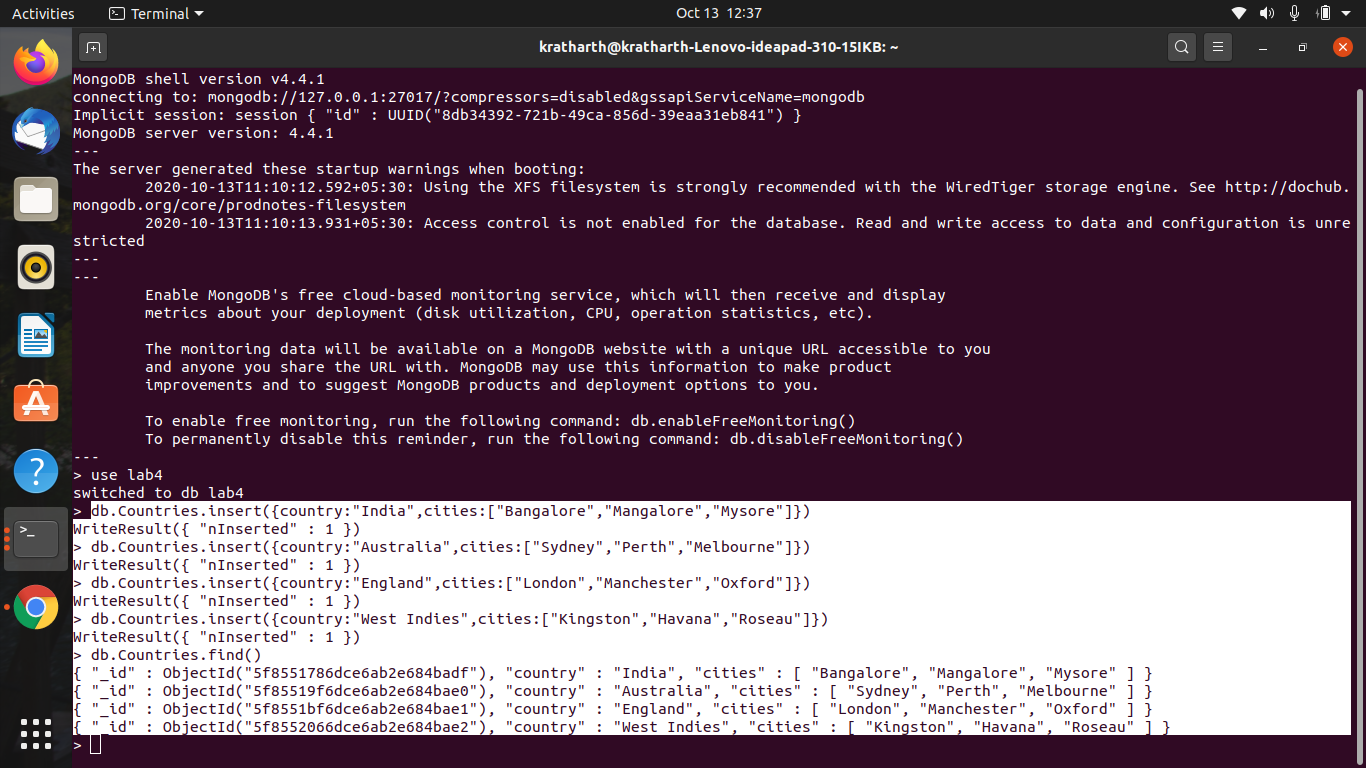 Activities
Terminal
Oct 13 12:37
kratharth@kratharth-Lenovo-ideapad-310-15IKB: ~
MongoDB shell version v4.4.1
connecting to: mongodb://127.0.0.1:27017/?compressors=disabled&gssapiServiceName=mongodb
Implicit session: session { "id" : UUID("8db34392-721b-49ca-856d-39eaa31eb841") }
MongoDB server version: 4.4.1
---
The server generated these startup warnings when booting:
        2020-10-13T11:10:12.592+05:30: Using the XFS filesystem is strongly recommended with the WiredTiger storage engine. See http://dochub.
mongodb.org/core/prodnotes-filesystem
        2020-10-13T11:10:13.931+05:30: Access control is not enabled for the database. Read and write access to data and configuration is unre
stricted
---
---
        Enable MongoDB's free cloud-based monitoring service, which will then receive and display
        metrics about your deployment (disk utilization, CPU, operation statistics, etc).

        The monitoring data will be available on a MongoDB website with a unique URL accessible to you
        and anyone you share the URL with. MongoDB may use this information to make product
        improvements and to suggest MongoDB products and deployment options to you.

        To enable free monitoring, run the following command: db.enableFreeMonitoring()
        To permanently disable this reminder, run the following command: db.disableFreeMonitoring()
---
> use lab4
switched to db lab4
> db.Countries.insert({country:"India",cities:["Bangalore","Mangalore","Mysore"]})
WriteResult({ "nInserted" : 1 })
> db.Countries.insert({country:"Australia",cities:["Sydney","Perth","Melbourne"]})
WriteResult({ "nInserted" : 1 })
> db.Countries.insert({country:"England",cities:["London","Manchester","Oxford"]})
WriteResult({ "nInserted" : 1 })
> db.Countries.insert({country:"West Indies",cities:["Kingston","Havana","Roseau"]})
WriteResult({ "nInserted" : 1 })
> db.Countries.find()
{ "_id" : ObjectId("5f8551786dce6ab2e684badf"), "country" : "India", "cities" : [ "Bangalore", "Mangalore", "Mysore" ] }
{ "_id" : ObjectId("5f85519f6dce6ab2e684bae0"), "country" : "Australia", "cities" : [ "Sydney", "Perth", "Melbourne" ] }
{ "_id" : ObjectId("5f8551bf6dce6ab2e684bae1"), "country" : "England", "cities" : [ "London", "Manchester", "Oxford" ] }
{ "_id" : ObjectId("5f8552066dce6ab2e684bae2"), "country" : "West Indies", "cities" : [ "Kingston", "Havana", "Roseau" ] }
>